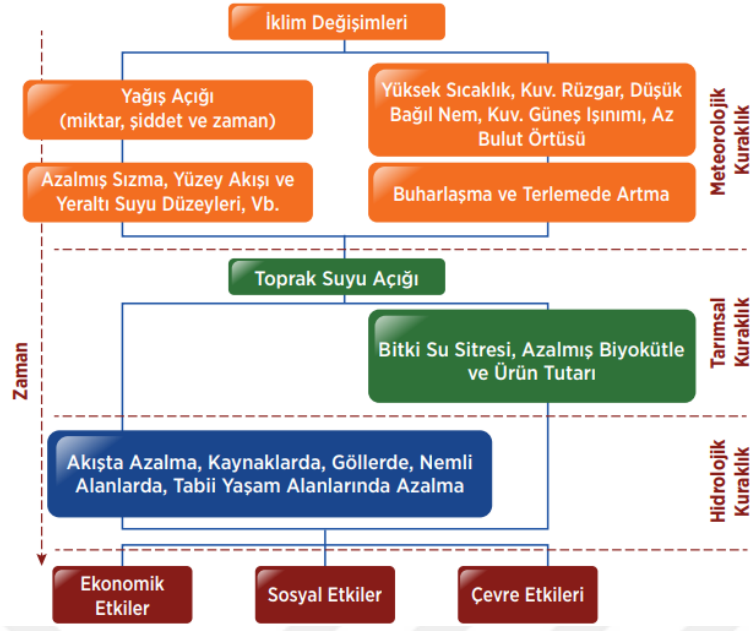 İklim Değişimleri
Yağış Açığı
(miktar, şiddet ve zaman)
Yüksek Sıcaklık, Kuv. Rüzgar, Düşük
Bağıl Nem, Kuv. Güneş Işınımı, Az
Bulut Örtüsü
Azalmış Sızma, Yüzey Akışı ve
Yeraltı Suyu Düzeyleri, Vb.
Buharlaşma ve Terlemede Artma
Meteorolojik
Kuraklık
Toprak Suyu Açığı
Bitki Su Sitresi, Azalmış Biyokütle
ve Ürün Tutarı
Tarımsal
Kuraklık
Zaman
Akışta Azalma, Kaynaklarda, Göllerde, Nemli
Alanlarda, Tabii Yaşam Alanlarında Azalma
Hidrolojik
Kuraklık
Ekonomik
Etkiler
Sosyal Etkiler
Çevre Etkileri